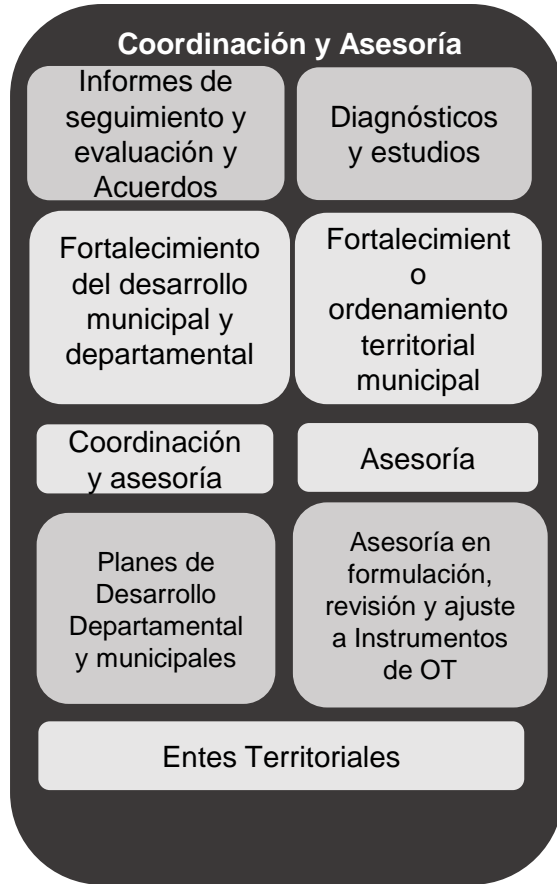 Coordinación y Asesoría
Informes de
seguimiento y
evaluación y
Acuerdos
Diagnósticos
y estudios
Fortalecimiento
del desarrollo
municipal y
departamental
Fortalecimient
o
ordenamiento
territorial
municipal
Coordinación
y asesoría
Asesoría
Planes de
Desarrollo
Departamental
y municipales
Asesoría en
formulación,
revisión y ajuste
a Instrumentos
de OT
Entes Territoriales